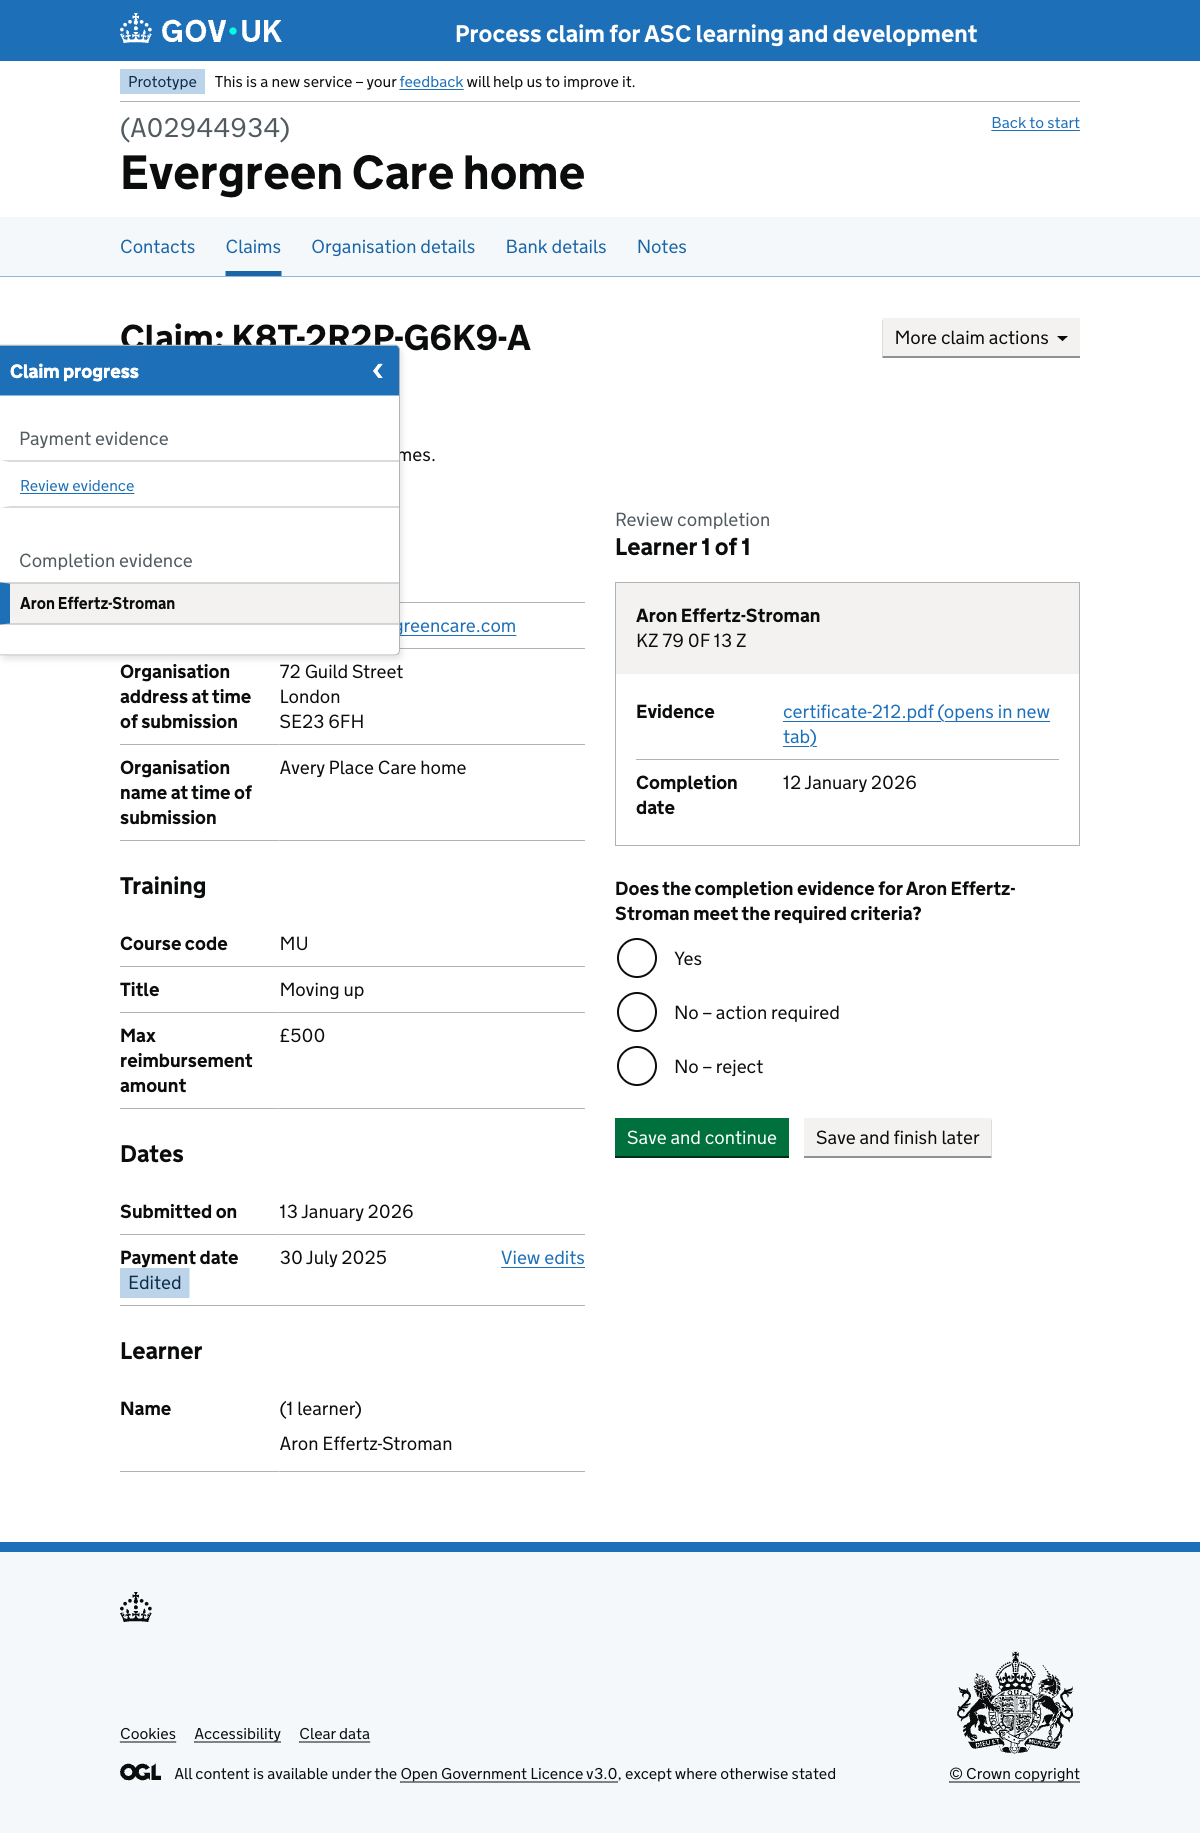 GOV·UK
Process claim for ASC learning and development
Prototype
This is a new service – your feedback will help us to improve it.
(A02944934)
Back to start
Evergreen Care home
Contacts
Claims
Organisation details
Bank details
Notes
Claim: K8T-2R2P-G6K9-A
More claim actions
Claim progress
Payment evidence
mes.
Review evidence
Completion evidence
Aron Effertz-Stroman
greencare.com
Organisation
address at time
of submission
72 Guild Street
London
SE23 6FH
Organisation
name at time of
submission
Avery Place Care home
Training
Course code
MU
Title
Moving up
Max
reimbursement
amount
£500
Dates
Submitted on
13 January 2026
Payment date
Edited
30 July 2025
View edits
Learner
Name
(1 learner)
Aron Effertz-Stroman
Review completion
Learner 1 of 1
Aron Effertz-Stroman
KZ 79 0F 13 Z
Evidence
certificate-212.pdf (opens in new
tab)
Completion
date
12 January 2026
Does the completion evidence for Aron Effertz-
Stroman meet the required criteria?
Yes
No – action required
No – reject
Save and continue
Save and finish later
Cookies
Accessibility
Clear data
OGL
All content is available under the Open Government Licence v3.0, except where otherwise stated
© Crown copyright